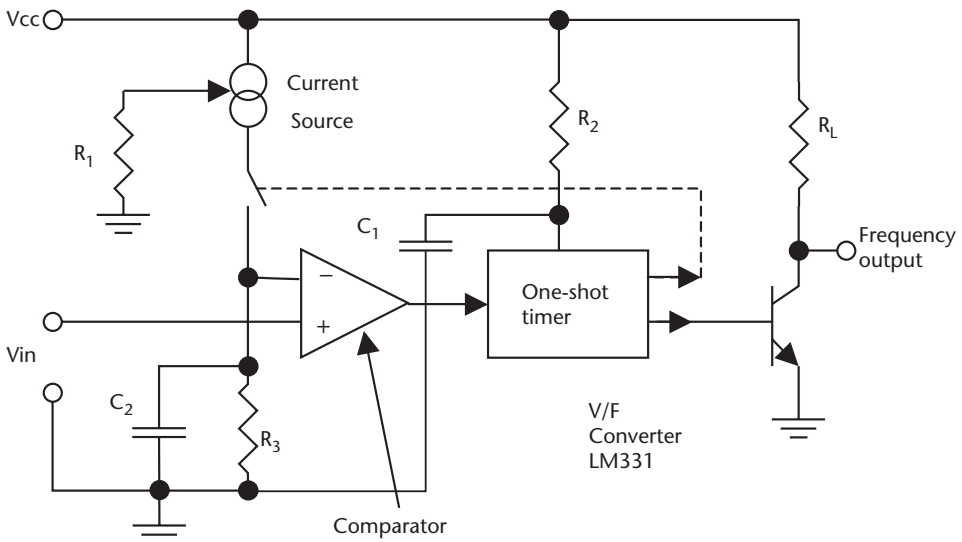 Vcc
Current
Source
R1
R2
RL
C1
Frequency
output
−
+
One-shot
timer
Vin
C2
R3
V/F
Converter
LM331
Comparator